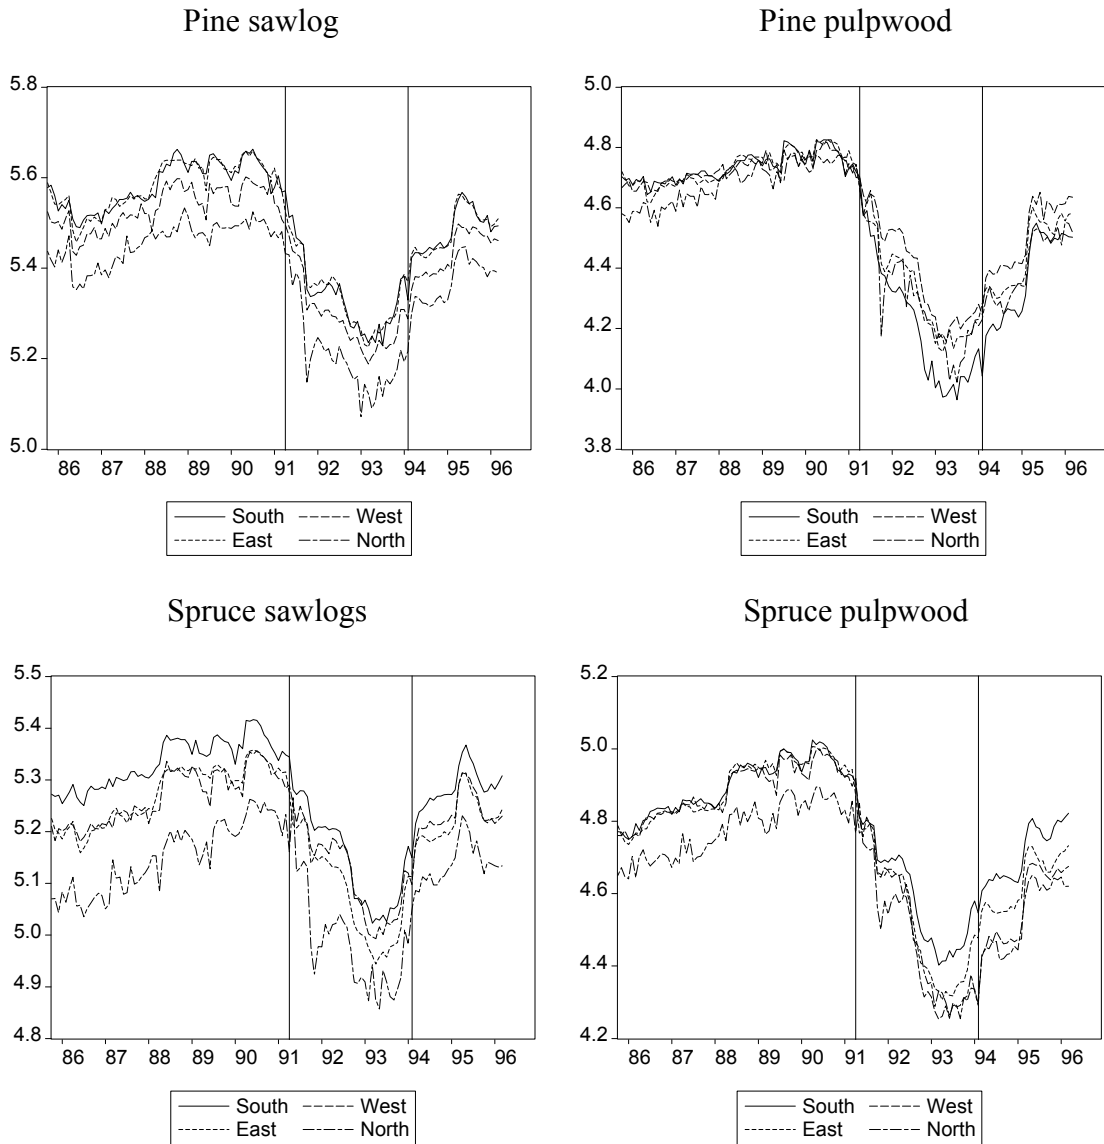 Pine sawlog
5.8
5.6
5.4
5.2
5.0
86 87 88 89 90 91 92 93 94 95 96
South West
East North
Pine pulpwood
5.0
4.8
4.6
4.4
4.2
4.0
3.8
86 87 88 89 90 91 92 93 94 95 96
South West
East North
Spruce sawlogs
5.5
5.4
5.3
5.2
5.1
5.0
4.9
4.8
86 87 88 89 90 91 92 93 94 95 96
South West
East North
Spruce pulpwood
5.2
5.0
4.8
4.6
4.4
4.2
86 87 88 89 90 91 92 93 94 95 96
South West
East North